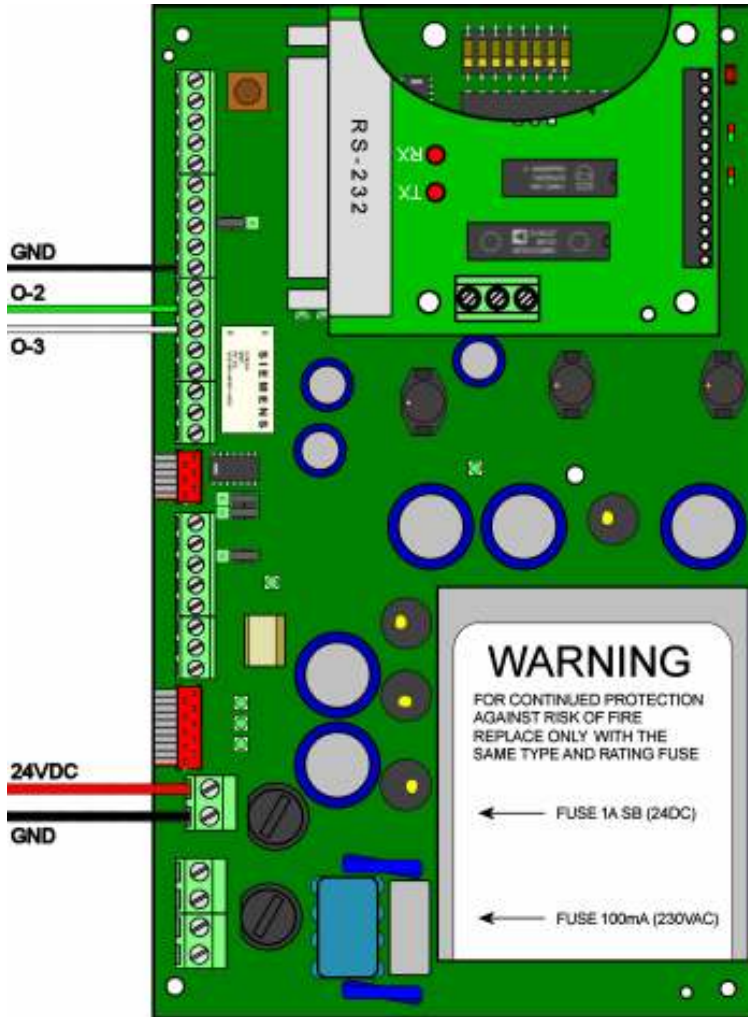 RS-232
RX
TX
GND
O-2
O-3
SIEMENS
WARNING
FOR CONTINUED PROTECTION
AGAINST RISK OF FIRE
REPLACE ONLY WITH THE
SAME TYPE AND RATING FUSE
24VDC
GND
FUSE 1A SB (24DC)
FUSE 100mA (230VAC)